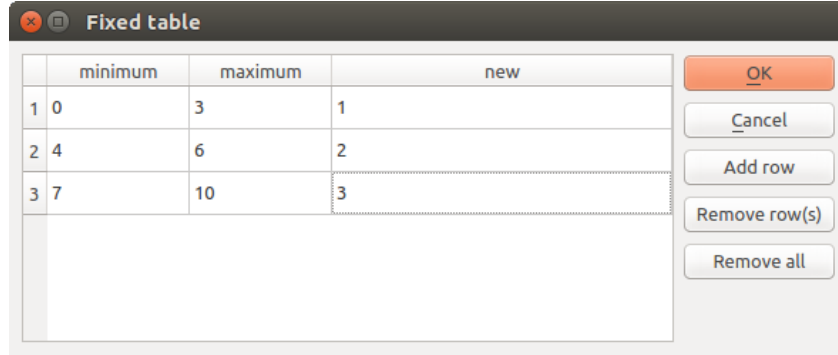 Fixed table
minimum maximum new
1 0 3 1
2 4 6 2
3 7 10 3
OK
Cancel
Add row
Remove row(s)
Remove all